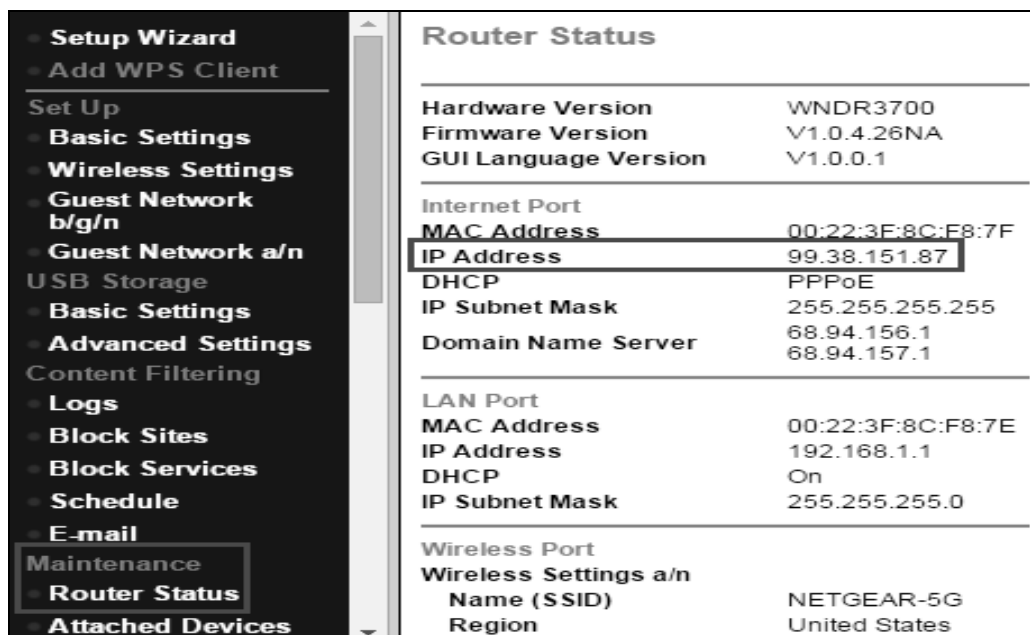 Setup Wizard
Add WPS Client
Set Up
Basic Settings
Wireless Settings
Guest Network
b/g/n
Guest Network a/n
USB Storage
Basic Settings
Advanced Settings
Content Filtering
Logs
Block Sites
Block Services
Schedule
E-mail
Maintenance
Router Status
Attached Devices
Router Status
Hardware Version WNDR3700
Firmware Version V1.0.4.26NA
GUI Language Version V1.0.0.1
Internet Port
MAC Address 00:22:3F:8C:F8:7F
IP Address 99.38.151.87
DHCP PPPoE
IP Subnet Mask 255.255.255.255
Domain Name Server 68.94.156.1
68.94.157.1
LAN Port
MAC Address 00:22:3F:8C:F8:7E
IP Address 192.168.1.1
DHCP On
IP Subnet Mask 255.255.255.0
Wireless Port
Wireless Settings a/n
Name (SSID) NETGEAR-5G
Region United States